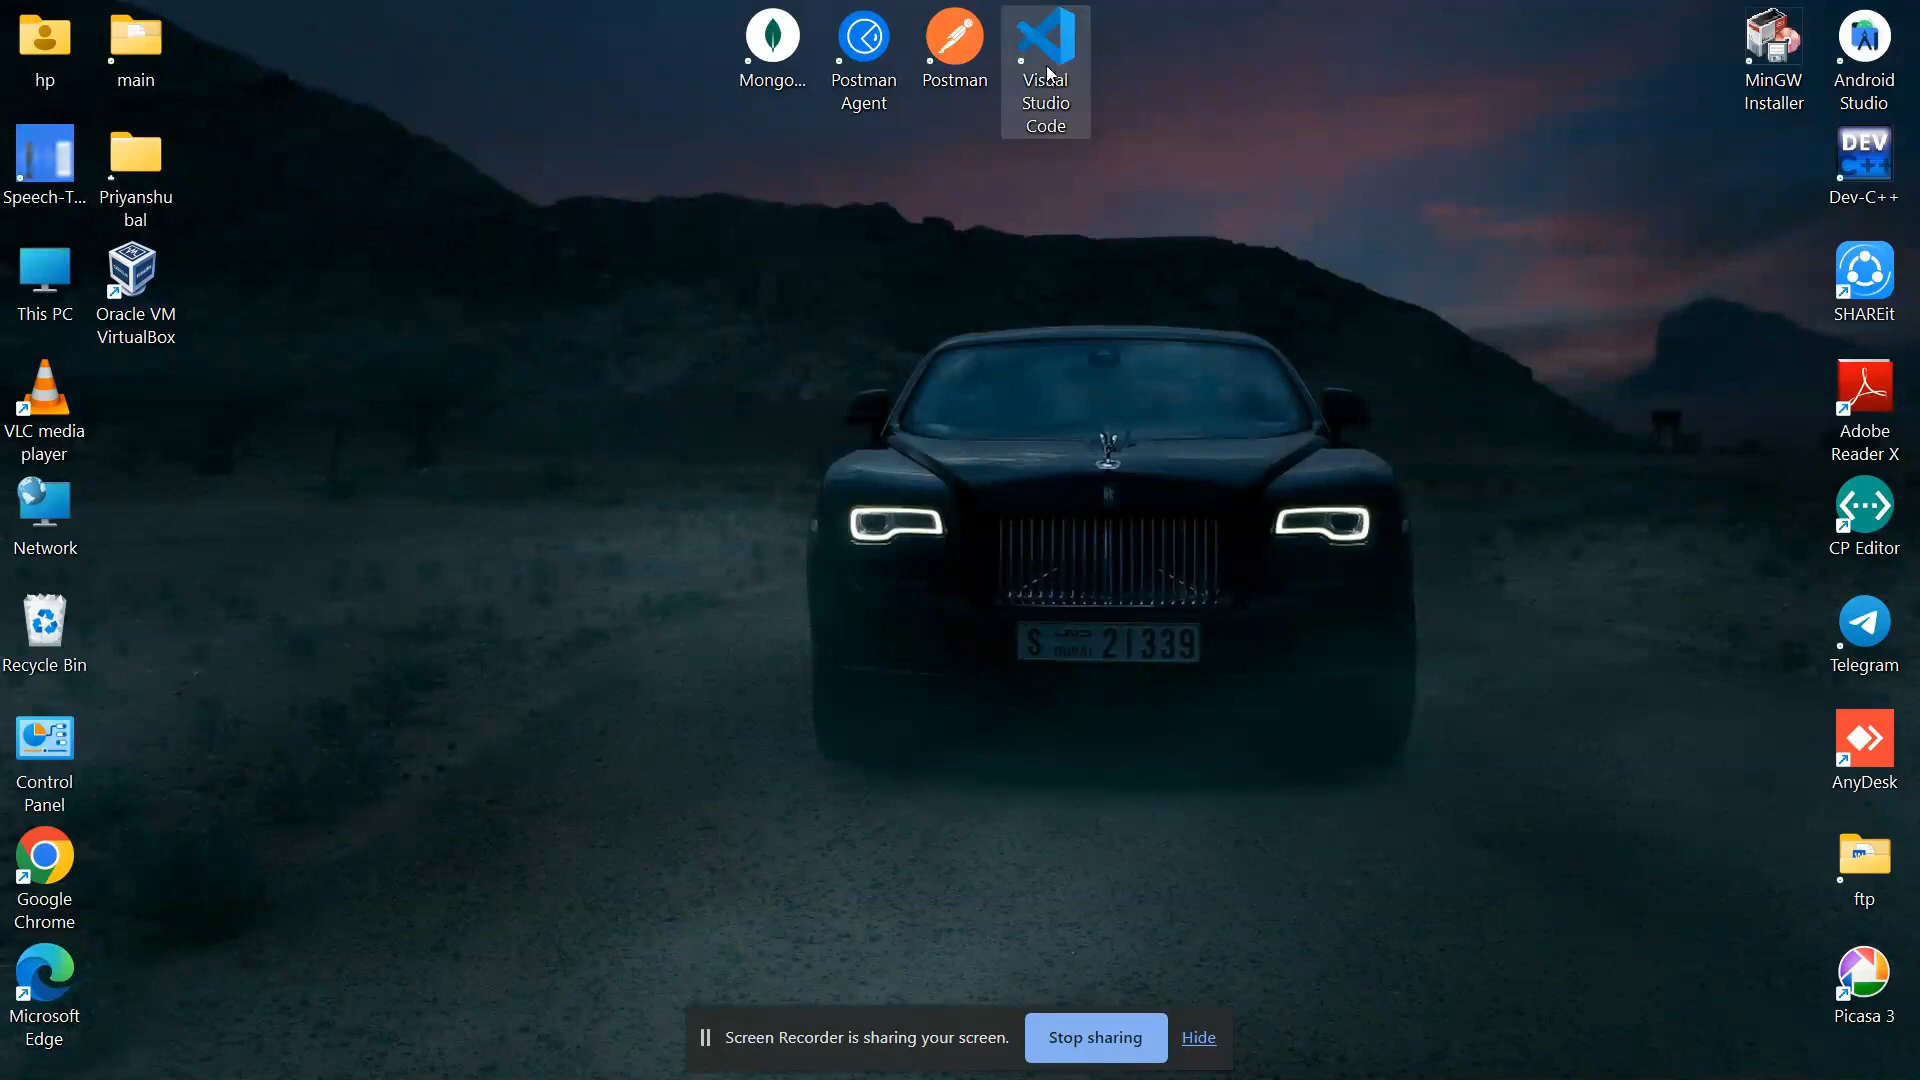 hp
main
Speech-T...
Priyanshu
bal
This PC
Oracle VM
VirtualBox
VLC media
player
Network
Recycle Bin
Control
Panel
Google
Chrome
Microsoft
Edge
Mongo...
Postman
Agent
Postman
Visual
Studio
Code
MinGW
Installer
Android
Studio
DEV
C++
Dev-C++
SHAREit
Adobe
Reader X
CP Editor
Telegram
AnyDesk
ftp
Picasa 3
S DUBAI 21339
Screen Recorder is sharing your screen.
Stop sharing
Hide